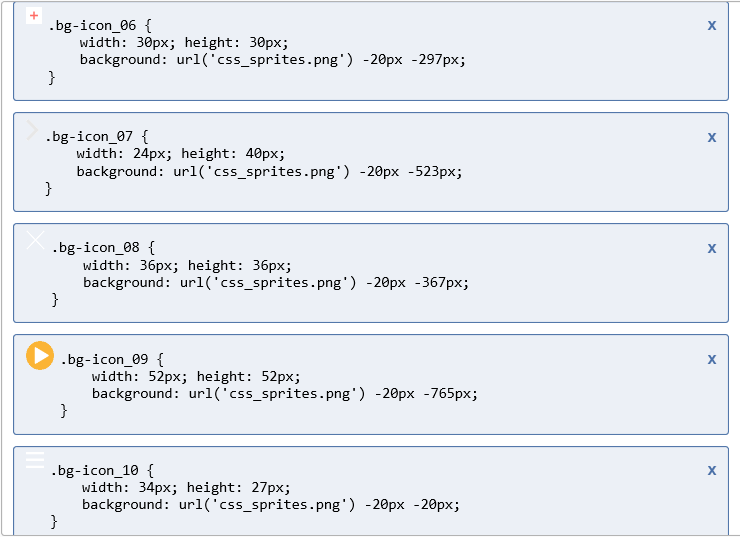 .bg-icon_06 {
x
width: 30px; height: 30px;
background: url('css_sprites.png') -20px -297px;
}
.bg-icon_07 {
x
width: 24px; height: 40px;
background: url('css_sprites.png') -20px -523px;
}
.bg-icon_08 {
x
width: 36px; height: 36px;
background: url('css_sprites.png') -20px -367px;
}
.bg-icon_09 {
x
width: 52px; height: 52px;
background: url('css_sprites.png') -20px -765px;
}
.bg-icon_10 {
x
width: 34px; height: 27px;
background: url('css_sprites.png') -20px -20px;
}